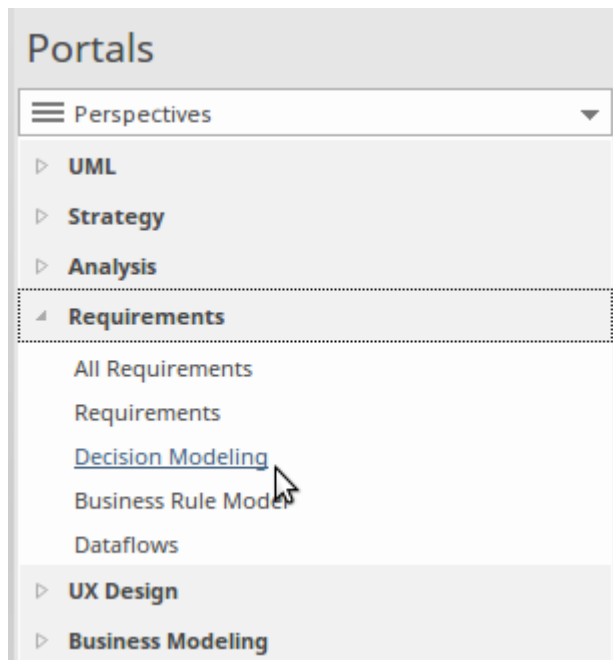 Portals
Perspectives
UML
Strategy
Analysis
Requirements
All Requirements
Requirements
Decision Modeling
Business Rule Model
Dataflows
UX Design
Business Modeling